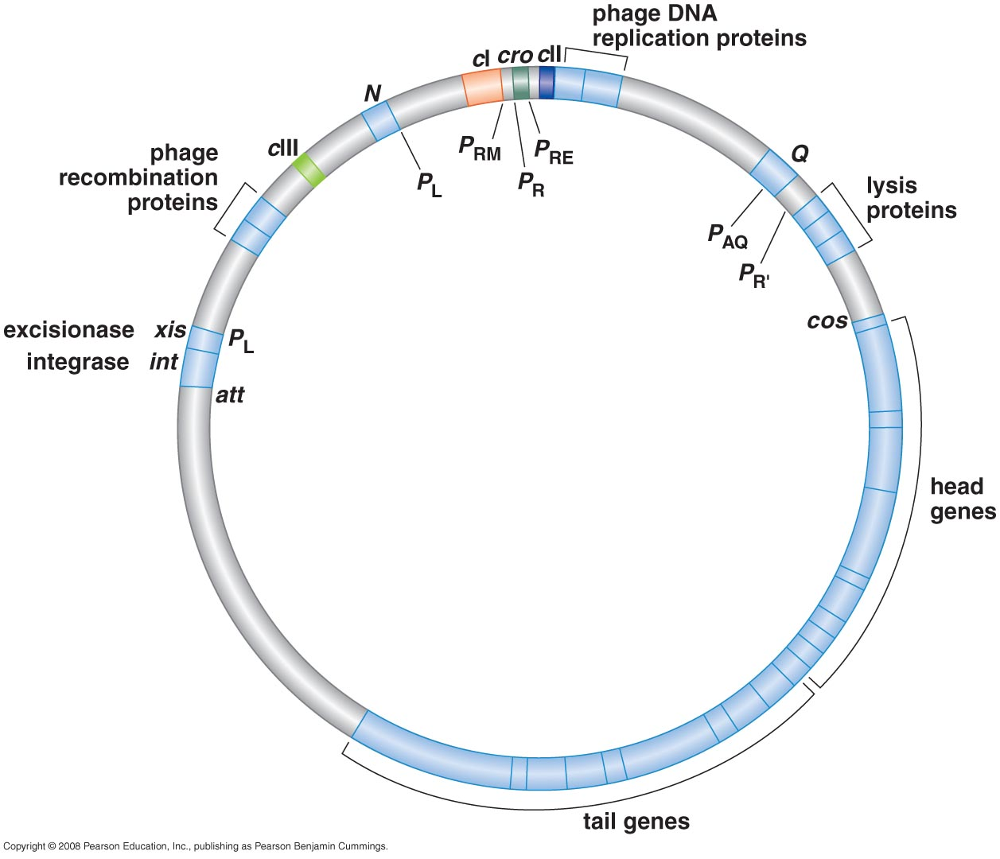 phage DNA
replication proteins
cI cro cII
N
PRM
PRE
PL
PR
cIII
phage
recombination
proteins
Q
lysis
proteins
PAQ
PR'
cos
excisionase xis
integrase int
PL
att
head
genes
tail genes
Copyright © 2008 Pearson Education, Inc., publishing as Pearson Benjamin Cummings.